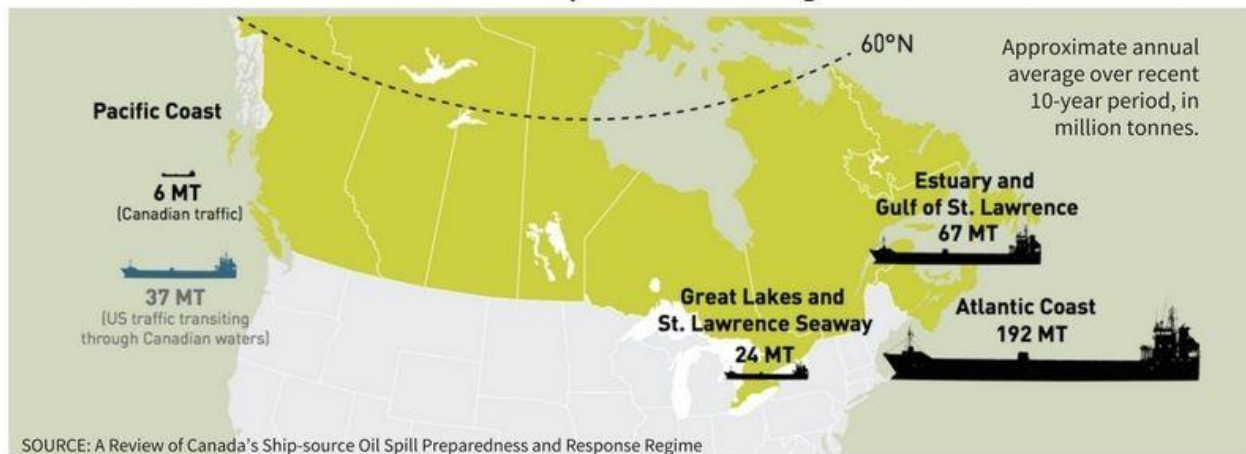 60°N
Approximate annual
average over recent
10-year period, in
million tonnes.
Pacific Coast
6 MT
(Canadian traffic)
37 MT
(US traffic transiting
through Canadian waters)
Estuary and
Gulf of St. Lawrence
67 MT
Great Lakes and
St. Lawrence Seaway
24 MT
Atlantic Coast
192 MT
SOURCE: A Review of Canada's Ship-source Oil Spill Preparedness and Response Regime